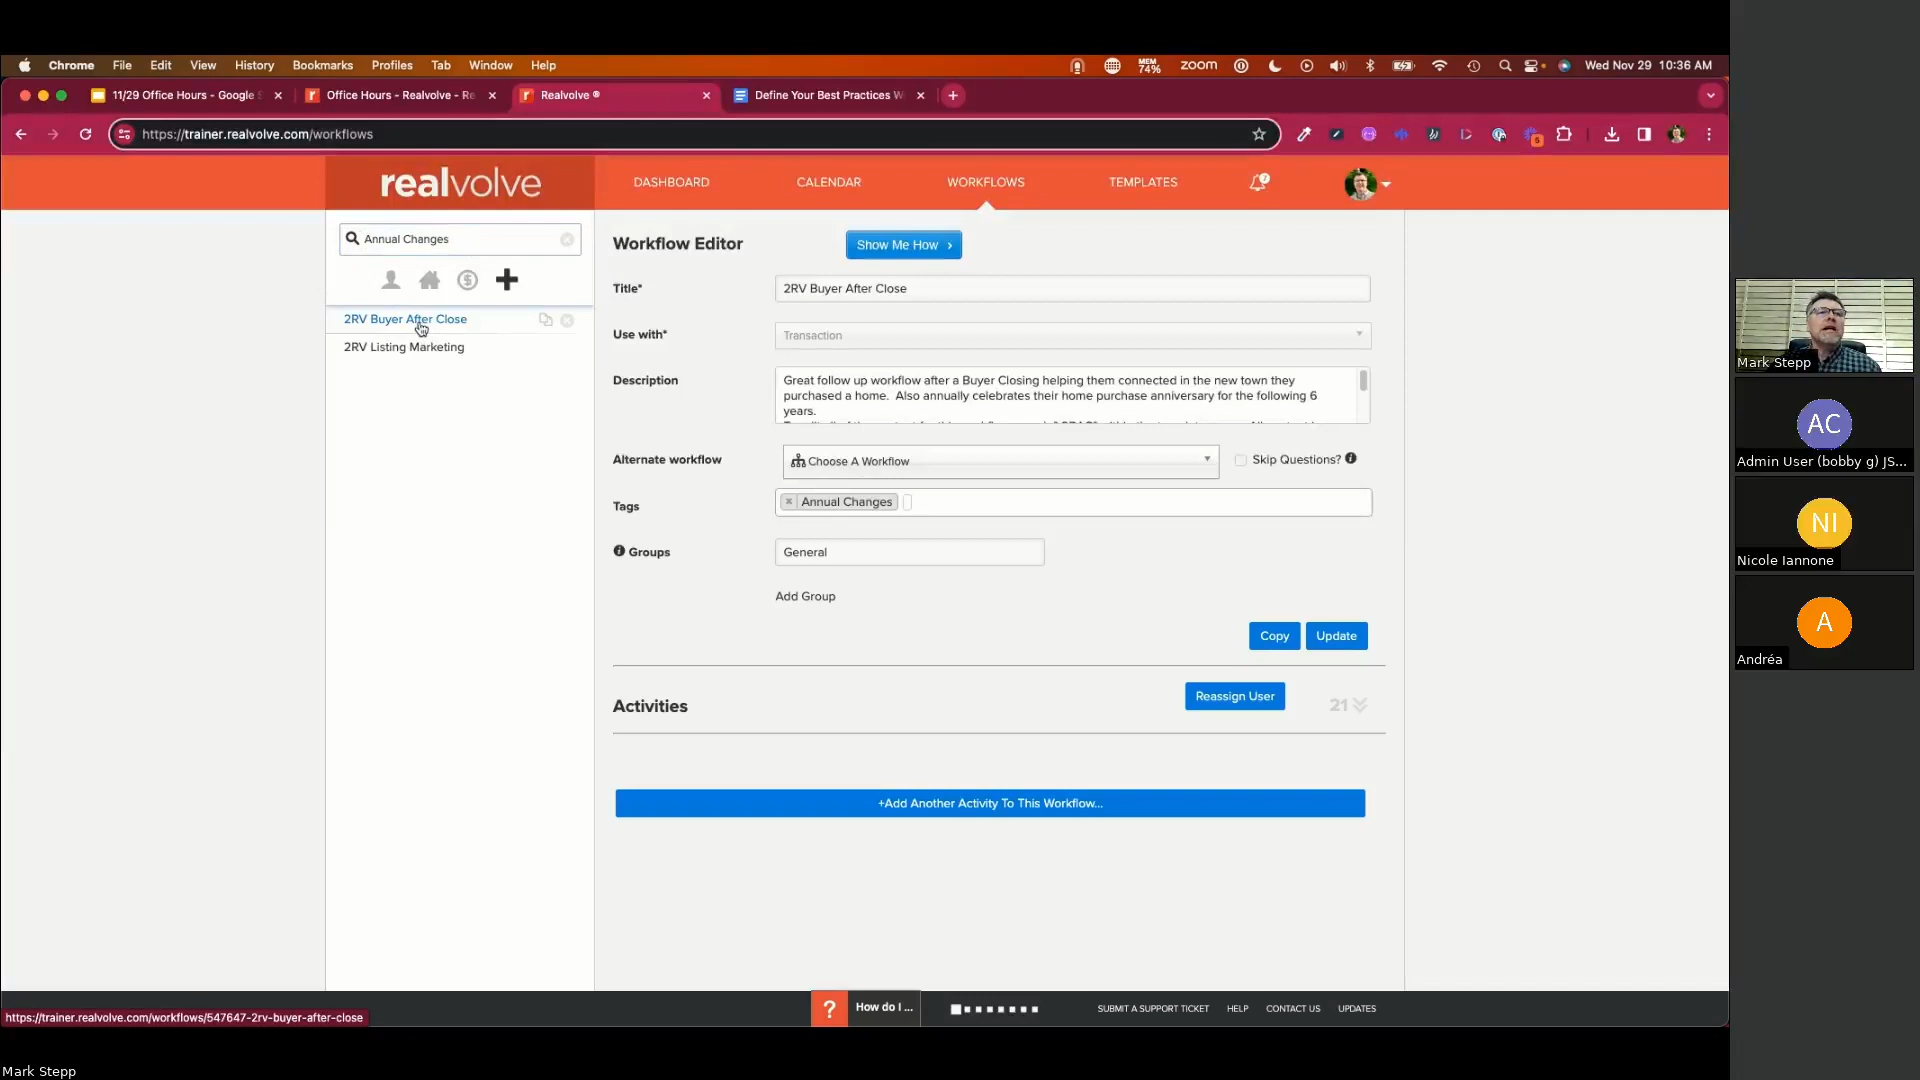 Chrome File Edit View History Bookmarks Profiles Tab Window Help
MEM 74%
zoom
Wed Nov 29 10:36 AM
11/29 Office Hours - Google S
Office Hours - Realvolve - Re
Realvolve ®
Define Your Best Practices W
https://trainer.realvolve.com/workflows
5
realvolve
DASHBOARD
CALENDAR
WORKFLOWS
TEMPLATES
7
Annual Changes
2RV Buyer After Close
2RV Listing Marketing
Workflow Editor
Show Me How ›
Title*
2RV Buyer After Close
Use with*
Transaction
Description
Great follow up workflow after a Buyer Closing helping them connected in the new town they
purchased a home. Also annually celebrates their home purchase anniversary for the following 6
years.
Alternate workflow
Choose A Workflow
Skip Questions?
Tags
× Annual Changes
Groups
General
Add Group
Copy
Update
Activities
Reassign User
21
+Add Another Activity To This Workflow...
? How do I ...
SUBMIT A SUPPORT TICKET
HELP
CONTACT US
UPDATES
https://trainer.realvolve.com/workflows/547647-2rv-buyer-after-close
Mark Stepp
Mark Stepp
AC
Admin User (bobby g) JS...
NI
Nicole Iannone
A
Andréa